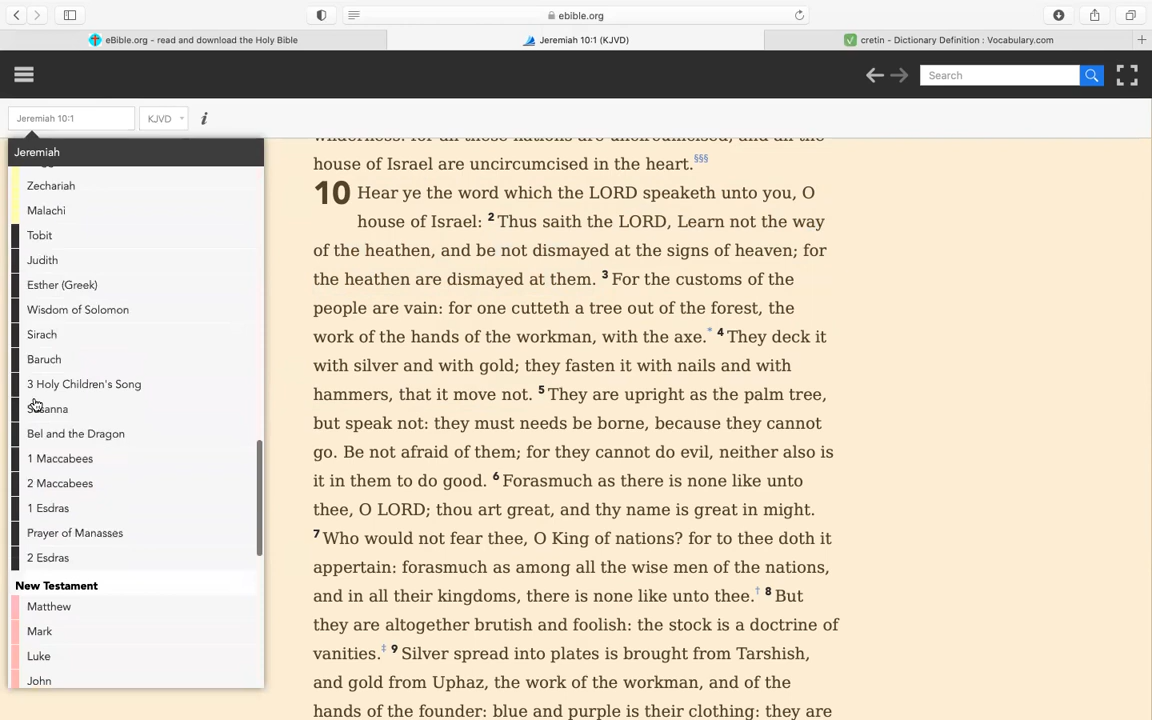 ebible.org
eBible.org - read and download the Holy Bible
Jeremiah 10:1 (KJVD)
cretin - Dictionary Definition : Vocabulary.com
Search
Jeremiah 10:1
KJVD
i
Jeremiah
Zechariah
Malachi
Tobit
Judith
Esther (Greek)
Wisdom of Solomon
Sirach
Baruch
3 Holy Children's Song
Susanna
Bel and the Dragon
1 Maccabees
2 Maccabees
1 Esdras
Prayer of Manasses
2 Esdras
New Testament
Matthew
Mark
Luke
John
wilderness: for all these nations are uncircumcised, and all the
house of Israel are uncircumcised in the heart.§§§
10 Hear ye the word which the LORD speaketh unto you, O
house of Israel: 2 Thus saith the LORD, Learn not the way
of the heathen, and be not dismayed at the signs of heaven; for
the heathen are dismayed at them. 3 For the customs of the
people are vain: for one cutteth a tree out of the forest, the
work of the hands of the workman, with the axe.* 4 They deck it
with silver and with gold; they fasten it with nails and with
hammers, that it move not. 5 They are upright as the palm tree,
but speak not: they must needs be borne, because they cannot
go. Be not afraid of them; for they cannot do evil, neither also is
it in them to do good. 6 Forasmuch as there is none like unto
thee, O LORD; thou art great, and thy name is great in might.
7 Who would not fear thee, O King of nations? for to thee doth it
appertain: forasmuch as among all the wise men of the nations,
and in all their kingdoms, there is none like unto thee.† 8 But
they are altogether brutish and foolish: the stock is a doctrine of
vanities.‡ 9 Silver spread into plates is brought from Tarshish,
and gold from Uphaz, the work of the workman, and of the
hands of the founder: blue and purple is their clothing: they are